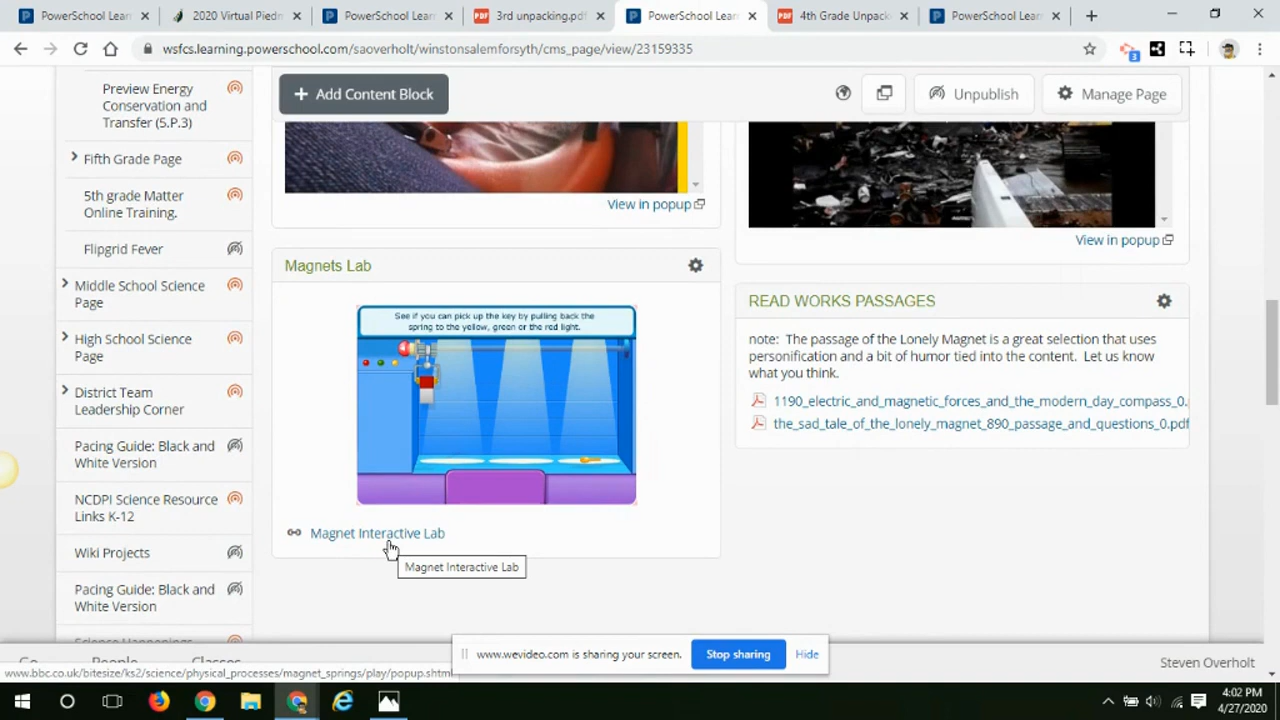 PowerSchool Lear
2020 Virtual Piedm
PowerSchool Lear
3rd unpacking.pdf
PowerSchool Lear
4th Grade Unpack
PowerSchool Lear
wsfcs.learning.powerschool.com/saoverholt/winstonsalemforsyth/cms_page/view/23159335
3
Preview Energy
Conservation and
Transfer (5.P.3)
Fifth Grade Page
5th grade Matter
Online Training.
Flipgrid Fever
Middle School Science
Page
High School Science
Page
District Team
Leadership Corner
Pacing Guide: Black and
White Version
NCDPI Science Resource
Links K-12
Wiki Projects
Pacing Guide: Black and
White Version
Science Happenings
+ Add Content Block
Unpublish
Manage Page
View in popup
View in popup
Magnets Lab
See if you can pick up the key by pulling back the
spring to the yellow, green or the red light.
Magnet Interactive Lab
Magnet Interactive Lab
READ WORKS PASSAGES
note: The passage of the Lonely Magnet is a great selection that uses
personification and a bit of humor tied into the content. Let us know
what you think.
1190_electric_and_magnetic_forces_and_the_modern_day_compass_0.
the_sad_tale_of_the_lonely_magnet_890_passage_and_questions_0.pdf
www.wevideo.com is sharing your screen.
Stop sharing
Hide
Go
People
Classes
Steven Overholt
www.bbc.co.uk/bitesize/ks2/science/physical_processes/magnet_springs/play/popup.shtml
4:02 PM
4/27/2020